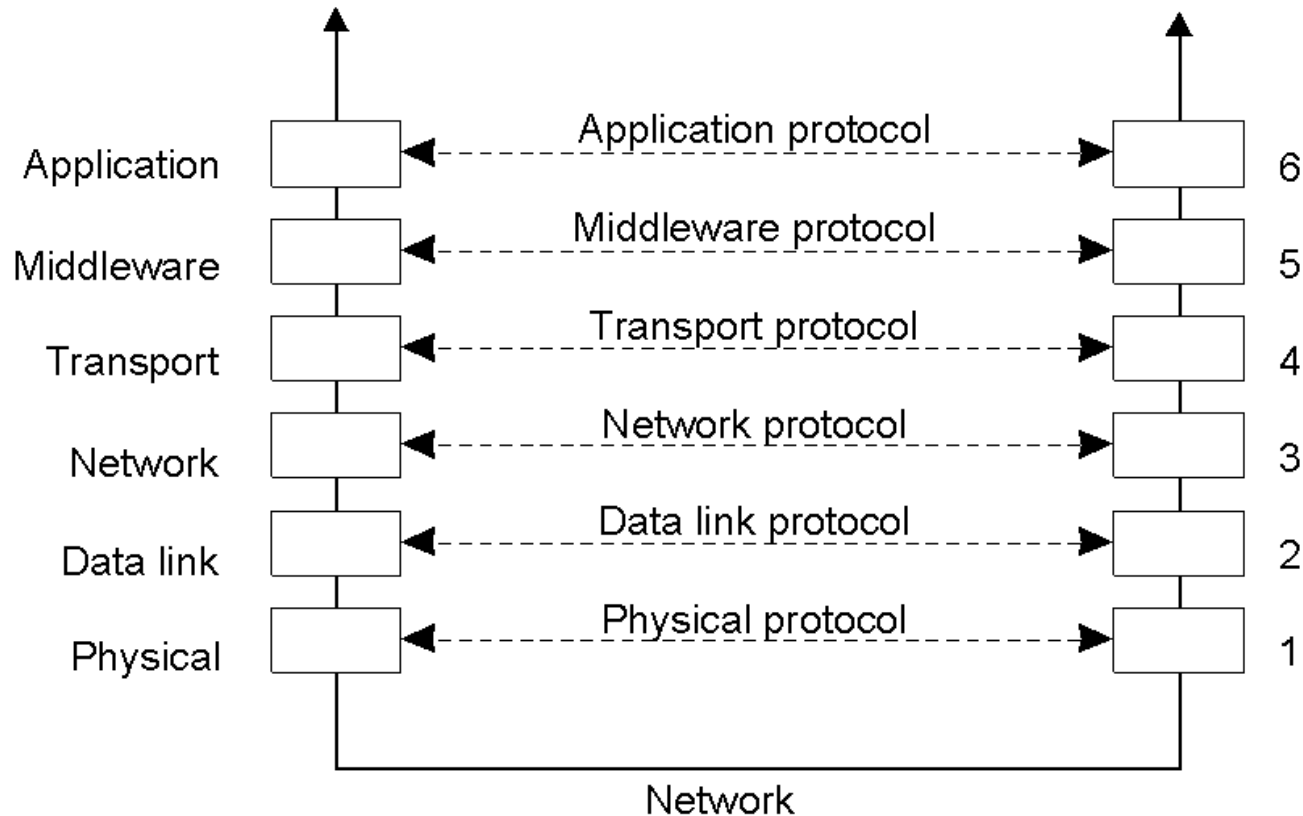 Application protocol
Application
6
Middleware protocol
Middleware
5
Transport protocol
Transport
4
Network protocol
Network
3
Data link protocol
Data link
2
Physical protocol
Physical
1
Network